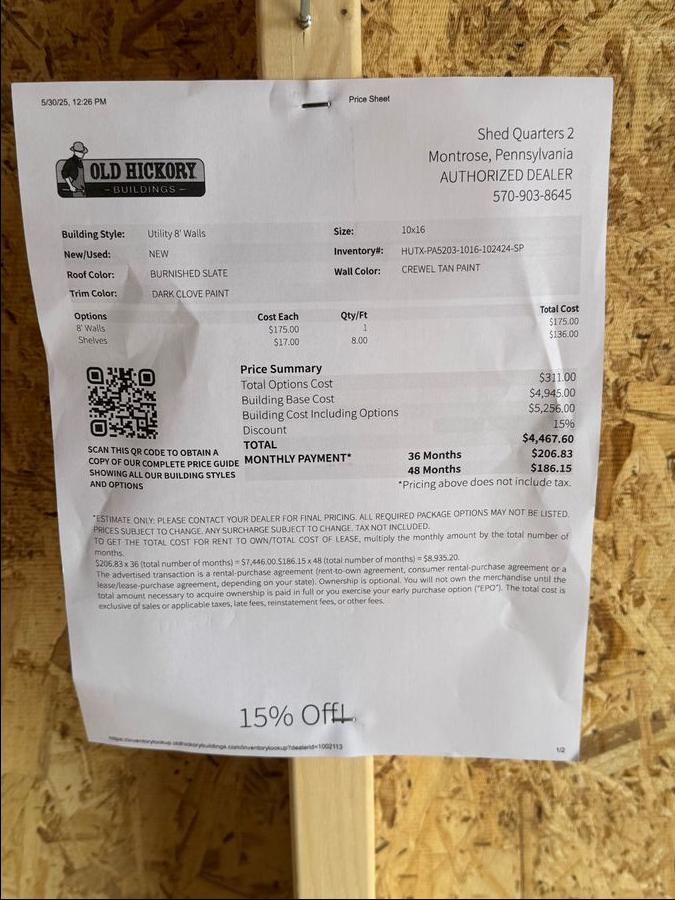 5/30/25, 12:26 PM
Price Sheet
OLD HICKORY
BUILDINGS
Shed Quarters 2
Montrose, Pennsylvania
AUTHORIZED DEALER
570-903-8645
Building Style: Utility 8' Walls Size: 10x16
New/Used: NEW Inventory#: HUTX-PA5203-1016-102424-SP
Roof Color: BURNISHED SLATE Wall Color: CREWEL TAN PAINT
Trim Color: DARK CLOVE PAINT
Options Cost Each Qty/Ft Total Cost
8' Walls $175.00 1 $175.00
Shelves $17.00 8.00 $136.00
Price Summary
Total Options Cost $311.00
Building Base Cost $4,945.00
Building Cost Including Options $5,256.00
Discount 15%
TOTAL $4,467.60
MONTHLY PAYMENT* 36 Months $206.83
48 Months $186.15
*Pricing above does not include tax.
SCAN THIS QR CODE TO OBTAIN A
COPY OF OUR COMPLETE PRICE GUIDE
SHOWING ALL OUR BUILDING STYLES
AND OPTIONS
*ESTIMATE ONLY: PLEASE CONTACT YOUR DEALER FOR FINAL PRICING. ALL REQUIRED PACKAGE OPTIONS MAY NOT BE LISTED.
PRICES SUBJECT TO CHANGE. ANY SURCHARGE SUBJECT TO CHANGE. TAX NOT INCLUDED.
TO GET THE TOTAL COST FOR RENT TO OWN/TOTAL COST OF LEASE, multiply the monthly amount by the total number of
months.
$206.83 x 36 (total number of months) = $7,446.00.$186.15 x 48 (total number of months) = $8,935.20.
The advertised transaction is a rental-purchase agreement (rent-to-own agreement, consumer rental-purchase agreement or a
lease/lease-purchase agreement, depending on your state). Ownership is optional. You will not own the merchandise until the
total amount necessary to acquire ownership is paid in full or you exercise your early purchase option ("EPO"). The total cost is
exclusive of sales or applicable taxes, late fees, reinstatement fees, or other fees.
15% Off!
https://inventorylookup.oldhickorybuildings.com/inventorylookup?dealerid=1002113
1/2